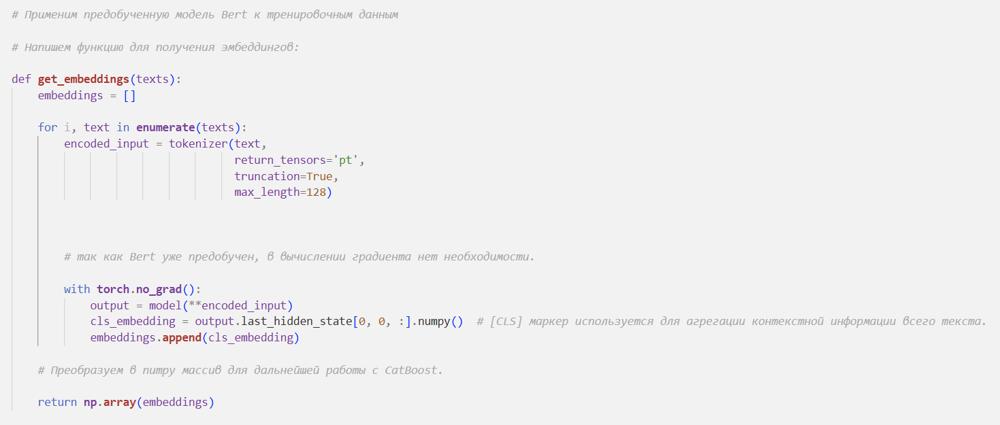 # Применим предобученную модель Bert к тренировочным данным
# Напишем функцию для получения эмбеддингов:
def get_embeddings(texts):
embeddings = []
for i, text in enumerate(texts):
encoded_input = tokenizer(text,
return_tensors='pt',
truncation=True,
max_length=128)
# так как Bert уже предобучен, в вычислении градиента нет необходимости.
with torch.no_grad():
output = model(**encoded_input)
cls_embedding = output.last_hidden_state[0, 0, :].numpy()  # [CLS] маркер используется для агрегации контекстной информации всего текста.
embeddings.append(cls_embedding)
# Преобразуем в numpy массив для дальнейшей работы с CatBoost.
return np.array(embeddings)